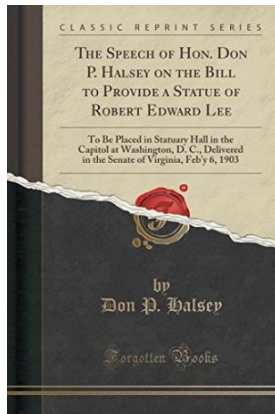 CLASSIC REPRINT SERIES
THE SPEECH OF HON. DON
P. HALSEY ON THE BILL
TO PROVIDE A STATUE OF
ROBERT EDWARD LEE
To Be Placed in Statuary Hall in the
Capitol at Washington, D. C., Delivered
in the Senate of Virginia, Feb'y 6, 1903
by
Don P. Halsey
Forgotten Books